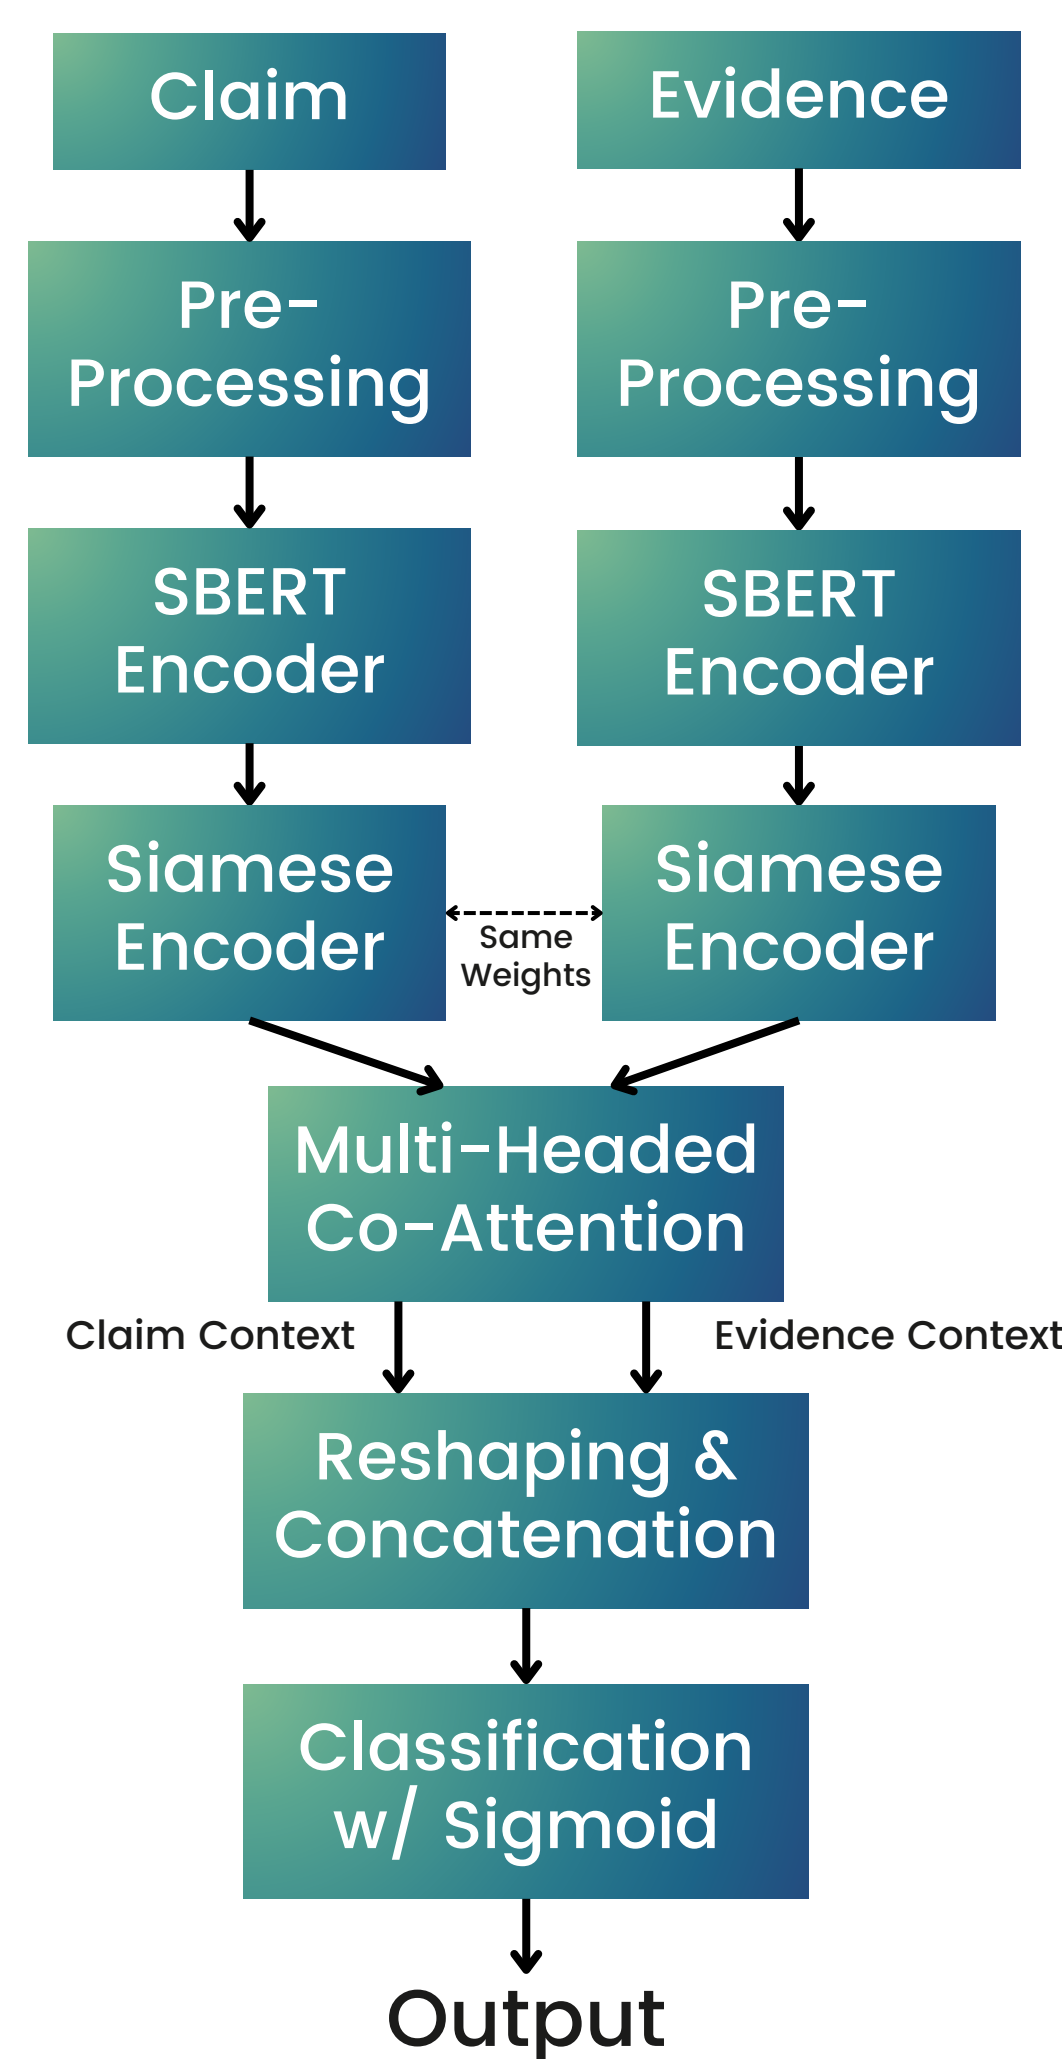 Claim
Evidence
Pre-
Processing
Pre-
Processing
SBERT
Encoder
SBERT
Encoder
Siamese
Encoder
Same
Weights
Siamese
Encoder
Multi-Headed
Co-Attention
Claim Context
Evidence Context
Reshaping &
Concatenation
Classification
w/ Sigmoid
Output